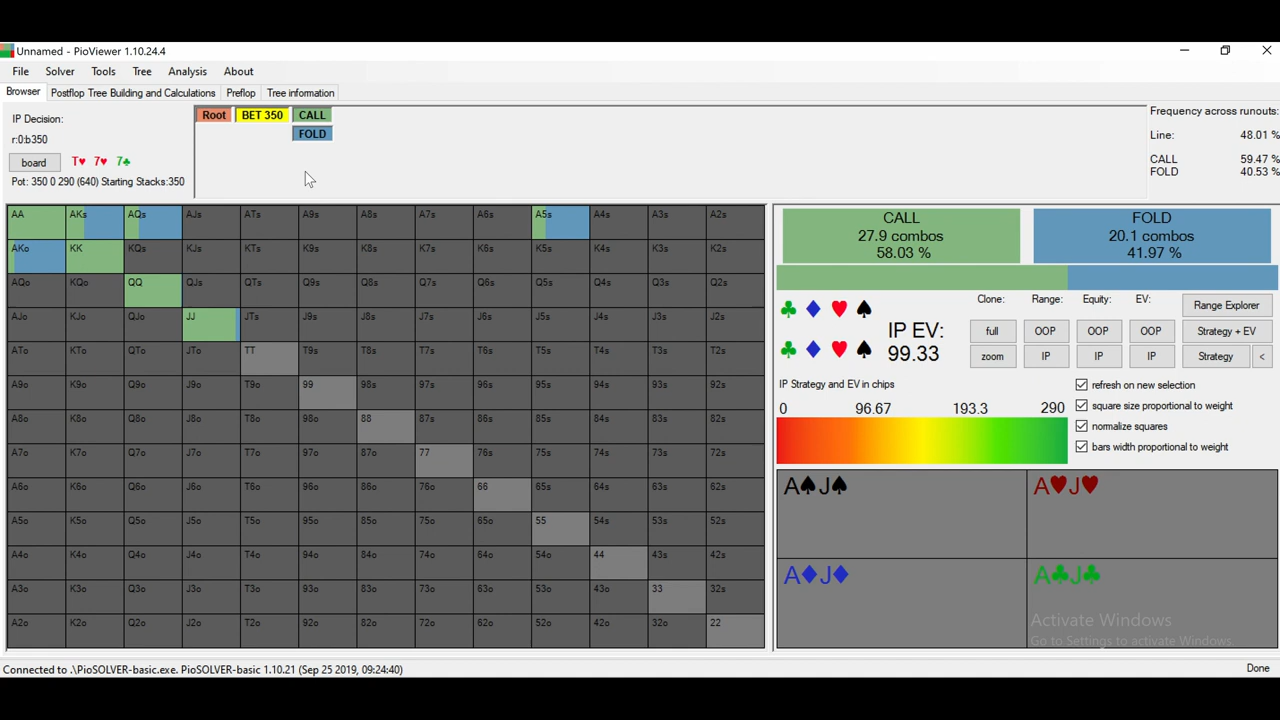 Unnamed - PioViewer 1.10.24.4
File Solver Tools Tree Analysis About
Browser Postflop Tree Building and Calculations Preflop Tree information
IP Decision:
r:0:b350
board T♥ 7♥ 7♣
Pot: 350 0 290 (640) Starting Stacks:350
Root BET 350 CALL
FOLD
Frequency across runouts:
Line: 48.01 %
CALL 59.47 %
FOLD 40.53 %
AA AKs AQs AJs ATs A9s A8s A7s A6s A5s A4s A3s A2s
AKo KK KQs KJs KTs K9s K8s K7s K6s K5s K4s K3s K2s
AQo KQo QQ QJs QTs Q9s Q8s Q7s Q6s Q5s Q4s Q3s Q2s
AJo KJo QJo JJ JTs J9s J8s J7s J6s J5s J4s J3s J2s
ATo KTo QTo JTo TT T9s T8s T7s T6s T5s T4s T3s T2s
A9o K9o Q9o J9o T9o 99 98s 97s 96s 95s 94s 93s 92s
A8o K8o Q8o J8o T8o 98o 88 87s 86s 85s 84s 83s 82s
A7o K7o Q7o J7o T7o 97o 87o 77 76s 75s 74s 73s 72s
A6o K6o Q6o J6o T6o 96o 86o 76o 66 65s 64s 63s 62s
A5o K5o Q5o J5o T5o 95o 85o 75o 65o 55 54s 53s 52s
A4o K4o Q4o J4o T4o 94o 84o 74o 64o 54o 44 43s 42s
A3o K3o Q3o J3o T3o 93o 83o 73o 63o 53o 43o 33 32s
A2o K2o Q2o J2o T2o 92o 82o 72o 62o 52o 42o 32o 22
CALL
27.9 combos
58.03 %
FOLD
20.1 combos
41.97 %
♣ ♦ ♥ ♠
♣ ♦ ♥ ♠
IP EV:
99.33
Clone: Range: Equity: EV: Range Explorer
full OOP OOP OOP Strategy + EV
zoom IP IP IP Strategy <
IP Strategy and EV in chips
0 96.67 193.3 290
refresh on new selection
square size proportional to weight
normalize squares
bars width proportional to weight
A♠J♠ A♥J♥
A♦J♦ A♣J♣
Activate Windows
Go to Settings to activate Windows.
Connected to .\PioSOLVER-basic.exe. PioSOLVER-basic 1.10.21 (Sep 25 2019, 09:24:40)
Done